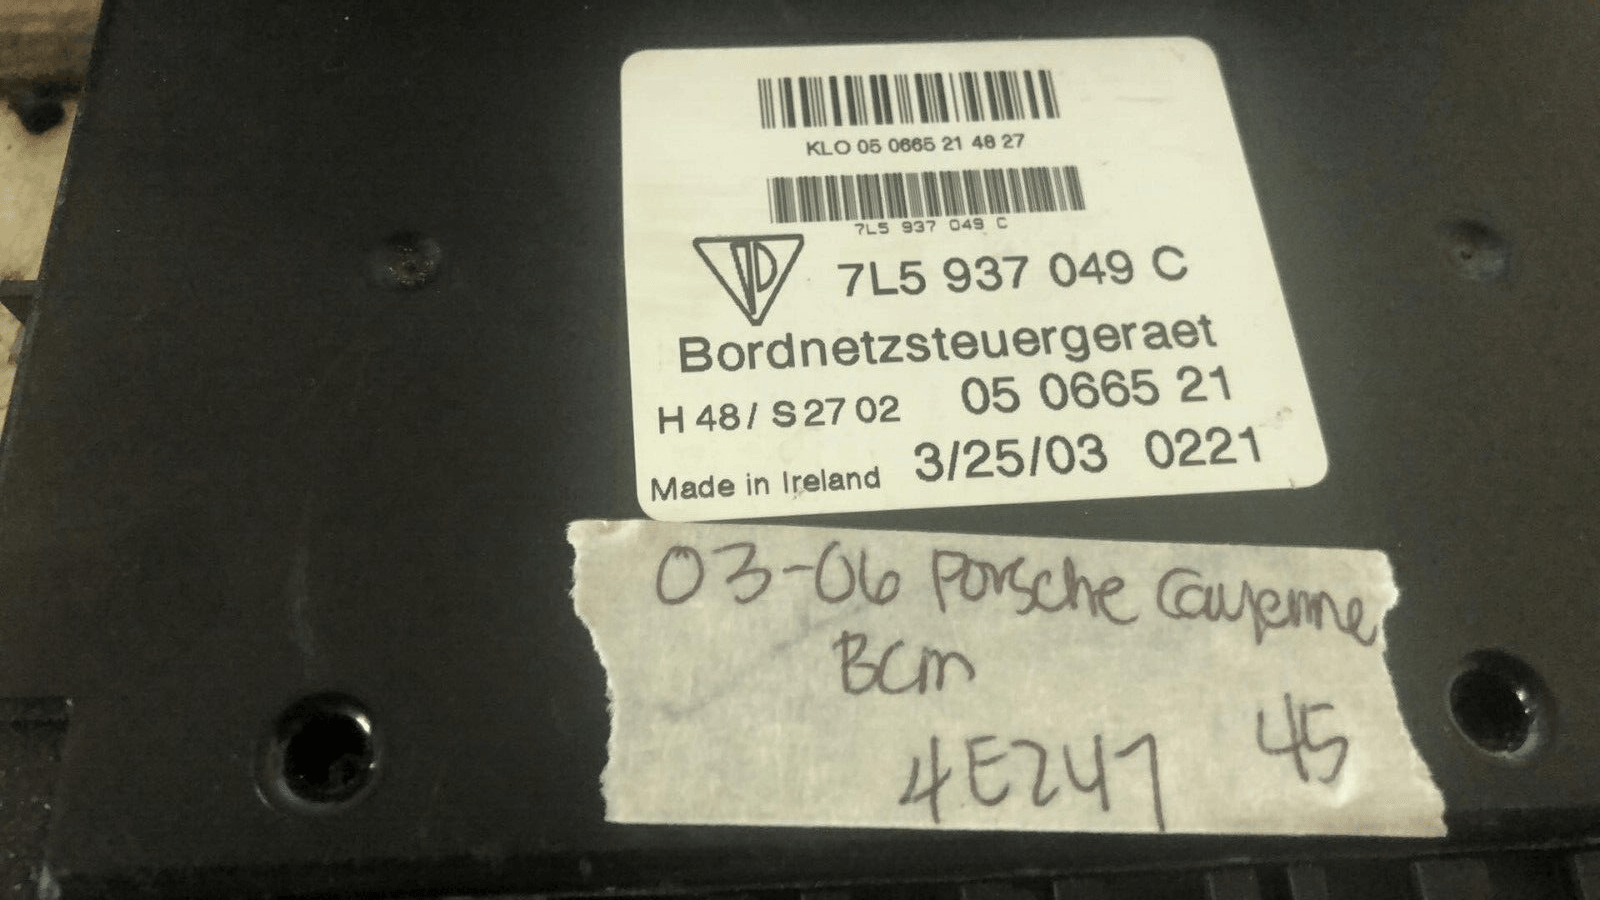 KLO 05 0665 21 48 27
7L5 937 049 C
7L5 937 049 C
Bordnetzsteuergeraet
H 48/ S 27 02 05 0665 21
Made in Ireland 3/25/03 0221
03-06 Porsche Cayenne
BCM
4E247 45